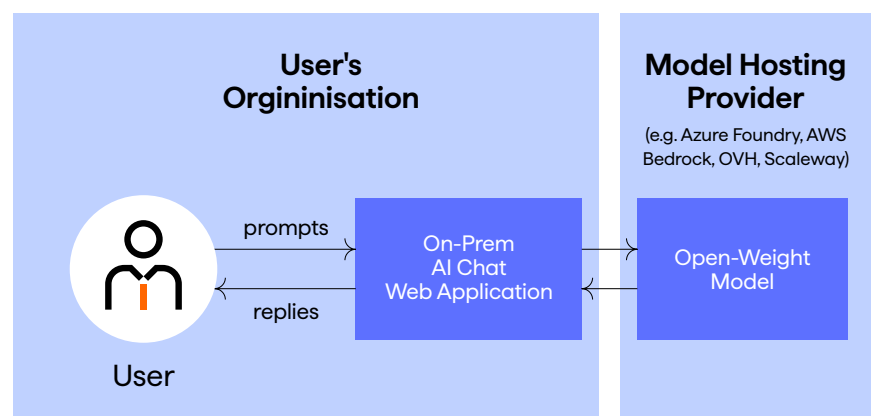 User's
Orgininisation
Model Hosting
Provider
(e.g. Azure Foundry, AWS
Bedrock, OVH, Scaleway)
prompts
On-Prem
AI Chat
Web Application
Open-Weight
Model
replies
User